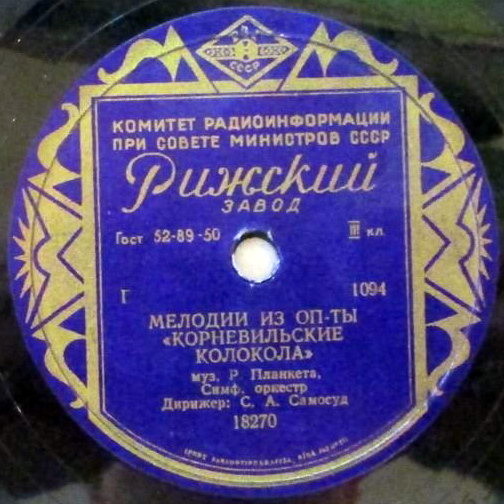 СССР
КОМИТЕТ РАДИОИНФОРМАЦИИ
ПРИ СОВЕТЕ МИНИСТРОВ СССР
Рижский
ЗАВОД
Гост 52-89-50 III кл.
Г 1094
МЕЛОДИИ ИЗ ОП-ТЫ
«КОРНЕВИЛЬСКИЕ
КОЛОКОЛА»
муз. Р. Планкета,
Симф. оркестр
Дирижер: С. А. Самосуд
18270